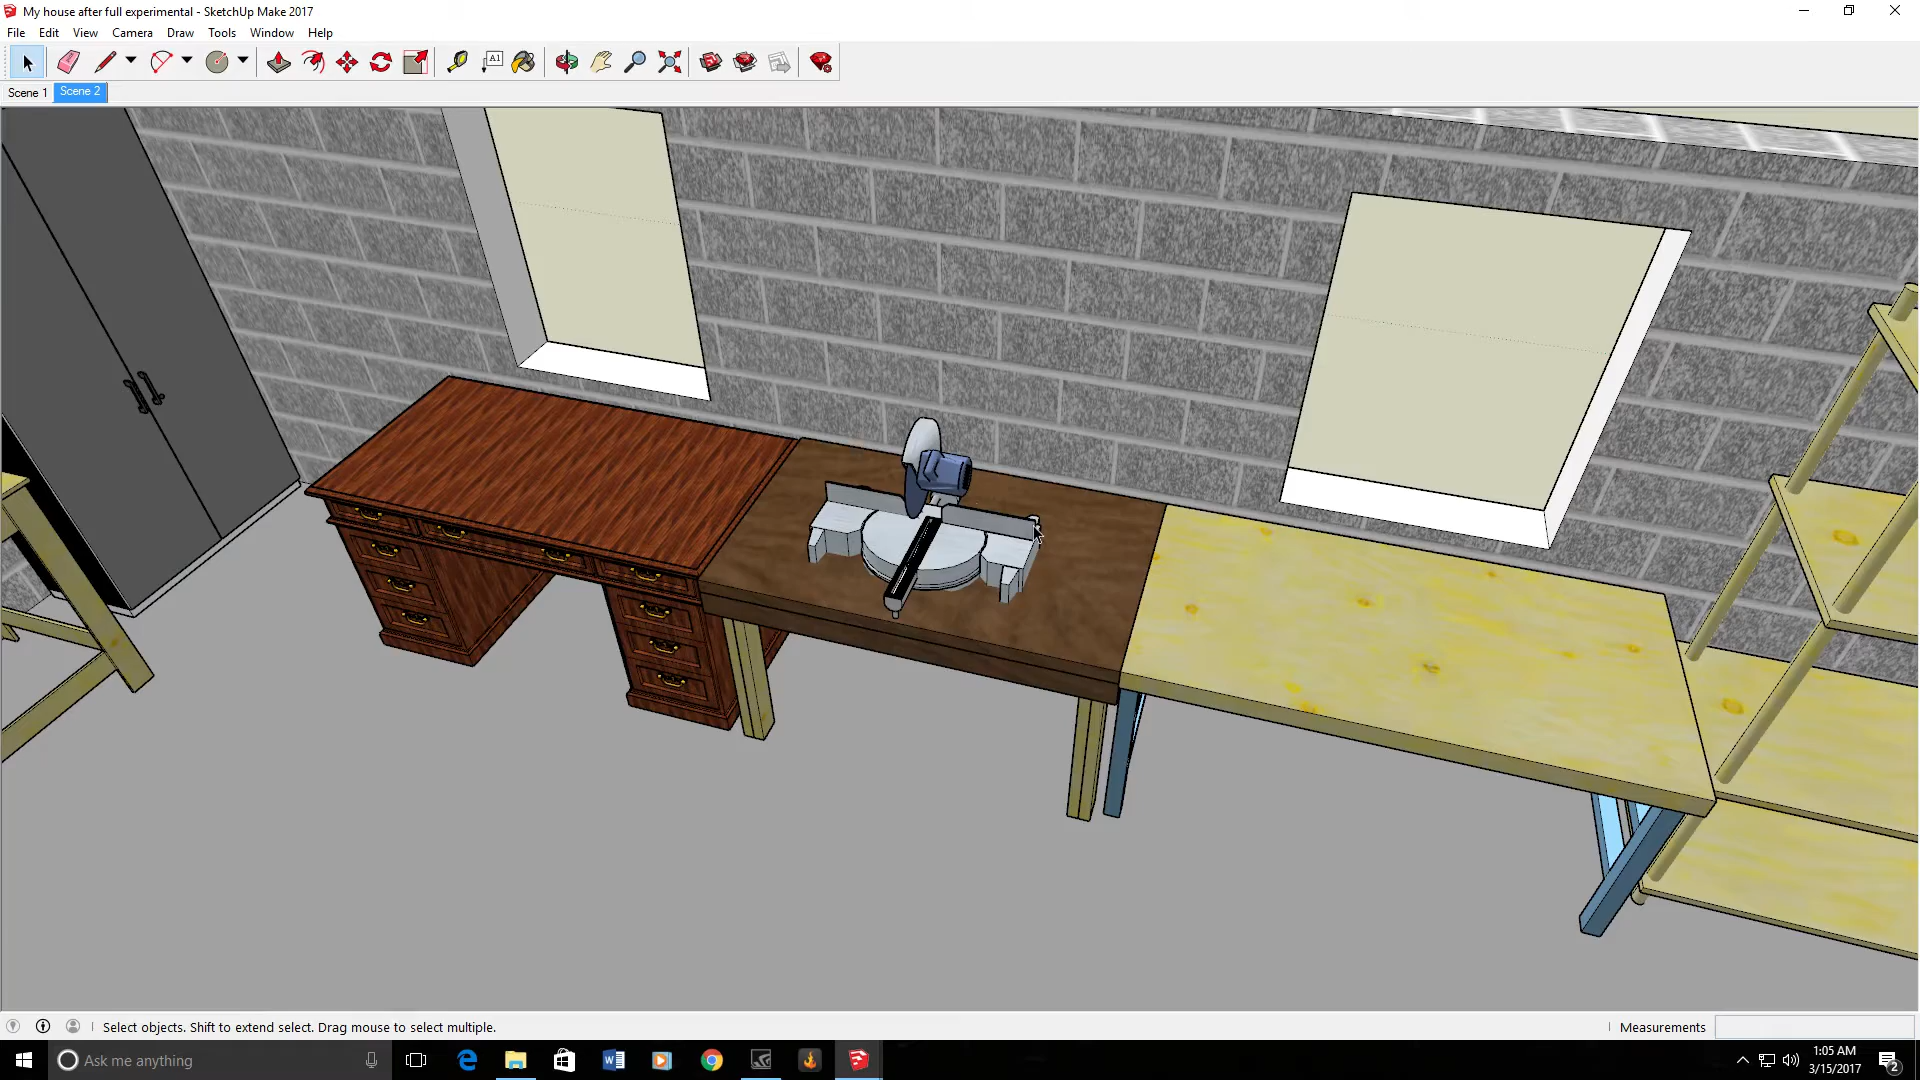 My house after full experimental - SketchUp Make 2017
File Edit View Camera Draw Tools Window Help
A1
Scene 1 Scene 2
Select objects. Shift to extend select. Drag mouse to select multiple.
Measurements
Ask me anything
1:05 AM
3/15/2017
2